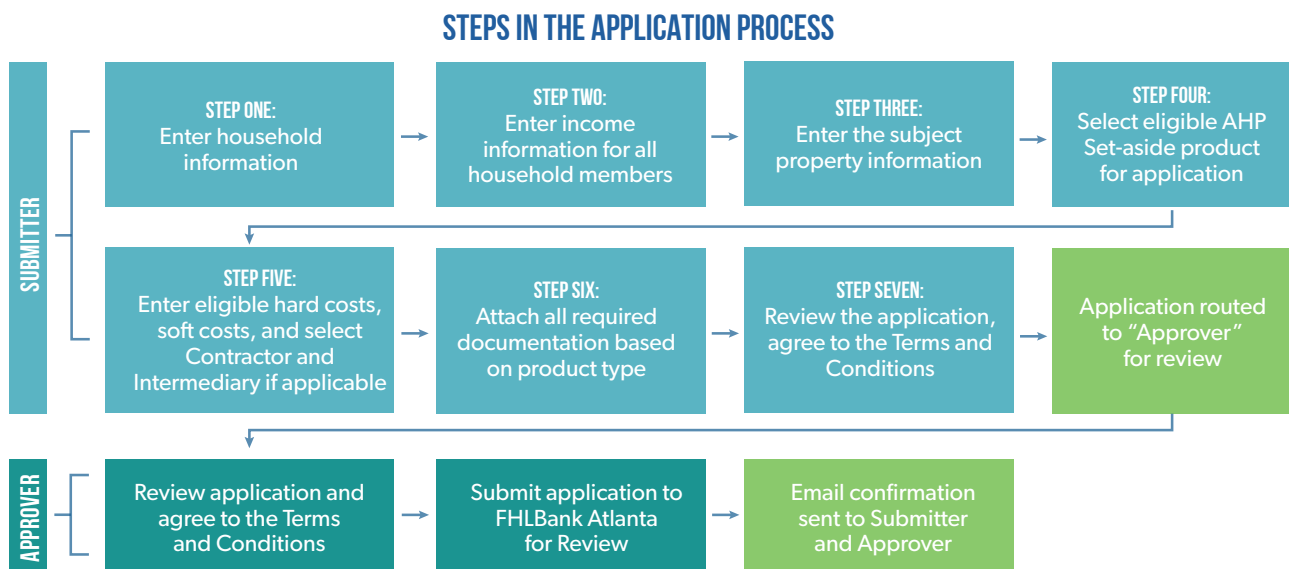 STEPS IN THE APPLICATION PROCESS
SUBMITTER
STEP ONE:
Enter household
information
STEP TWO:
Enter income
information for all
household members
STEP THREE:
Enter the subject
property information
STEP FOUR:
Select eligible AHP
Set-aside product
for application
STEP FIVE:
Enter eligible hard costs,
soft costs, and select
Contractor and
Intermediary if applicable
STEP SIX:
Attach all required
documentation based
on product type
STEP SEVEN:
Review the application,
agree to the Terms and
Conditions
Application routed
to “Approver”
for review
APPROVER
Review application and
agree to the Terms
and Conditions
Submit application to
FHLBank Atlanta
for Review
Email confirmation
sent to Submitter
and Approver